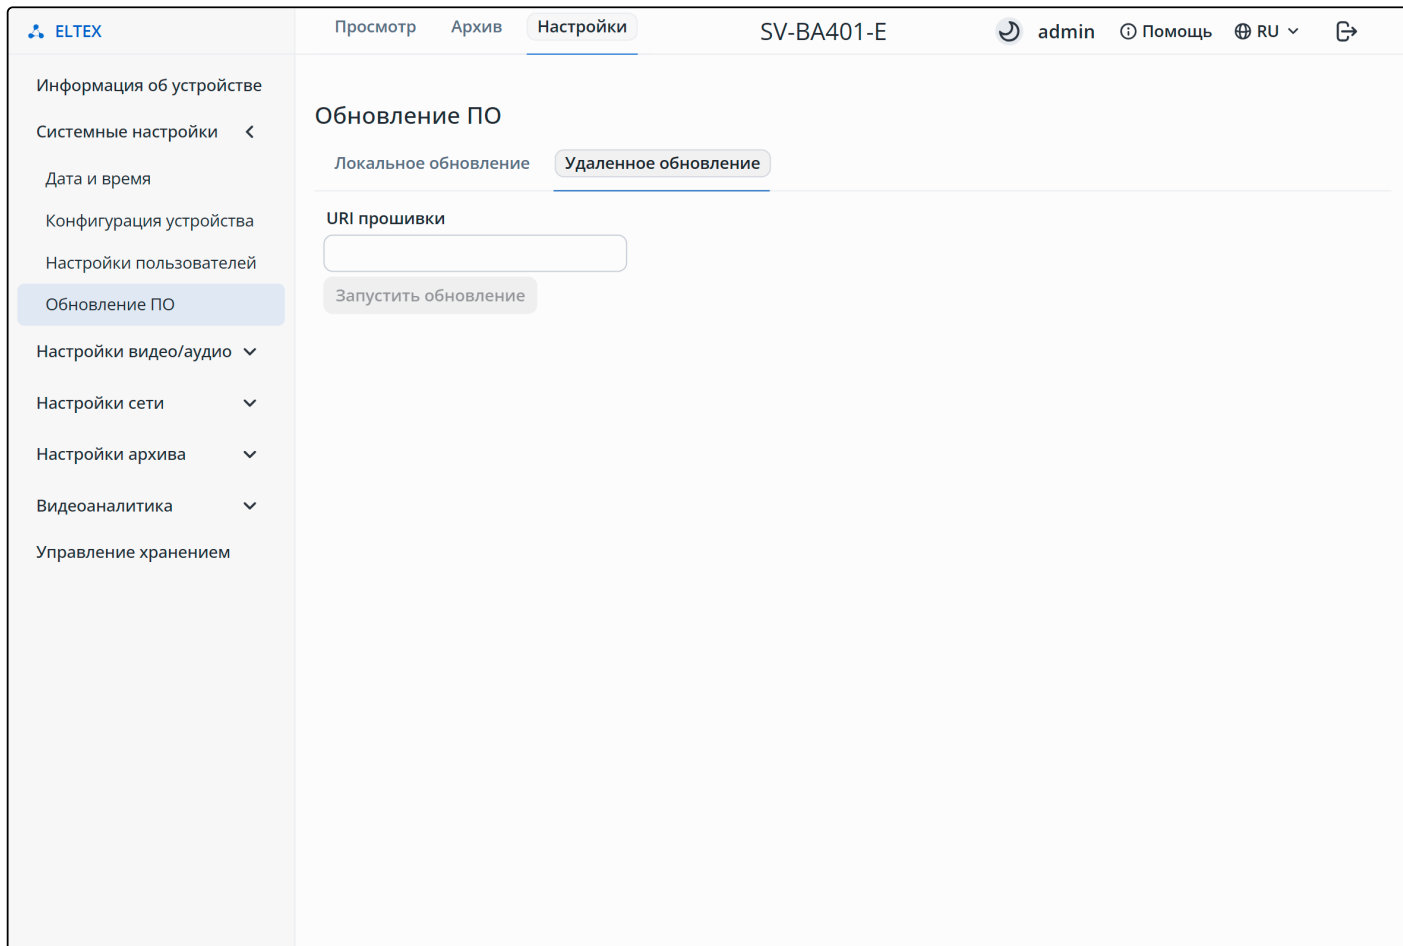 ELTEX
Просмотр Архив Настройки SV-BA401-E admin Помощь RU
Информация об устройстве
Системные настройки
Дата и время
Конфигурация устройства
Настройки пользователей
Обновление ПО
Настройки видео/аудио
Настройки сети
Настройки архива
Видеоаналитика
Управление хранением
Обновление ПО
Локальное обновление Удаленное обновление
URI прошивки
Запустить обновление